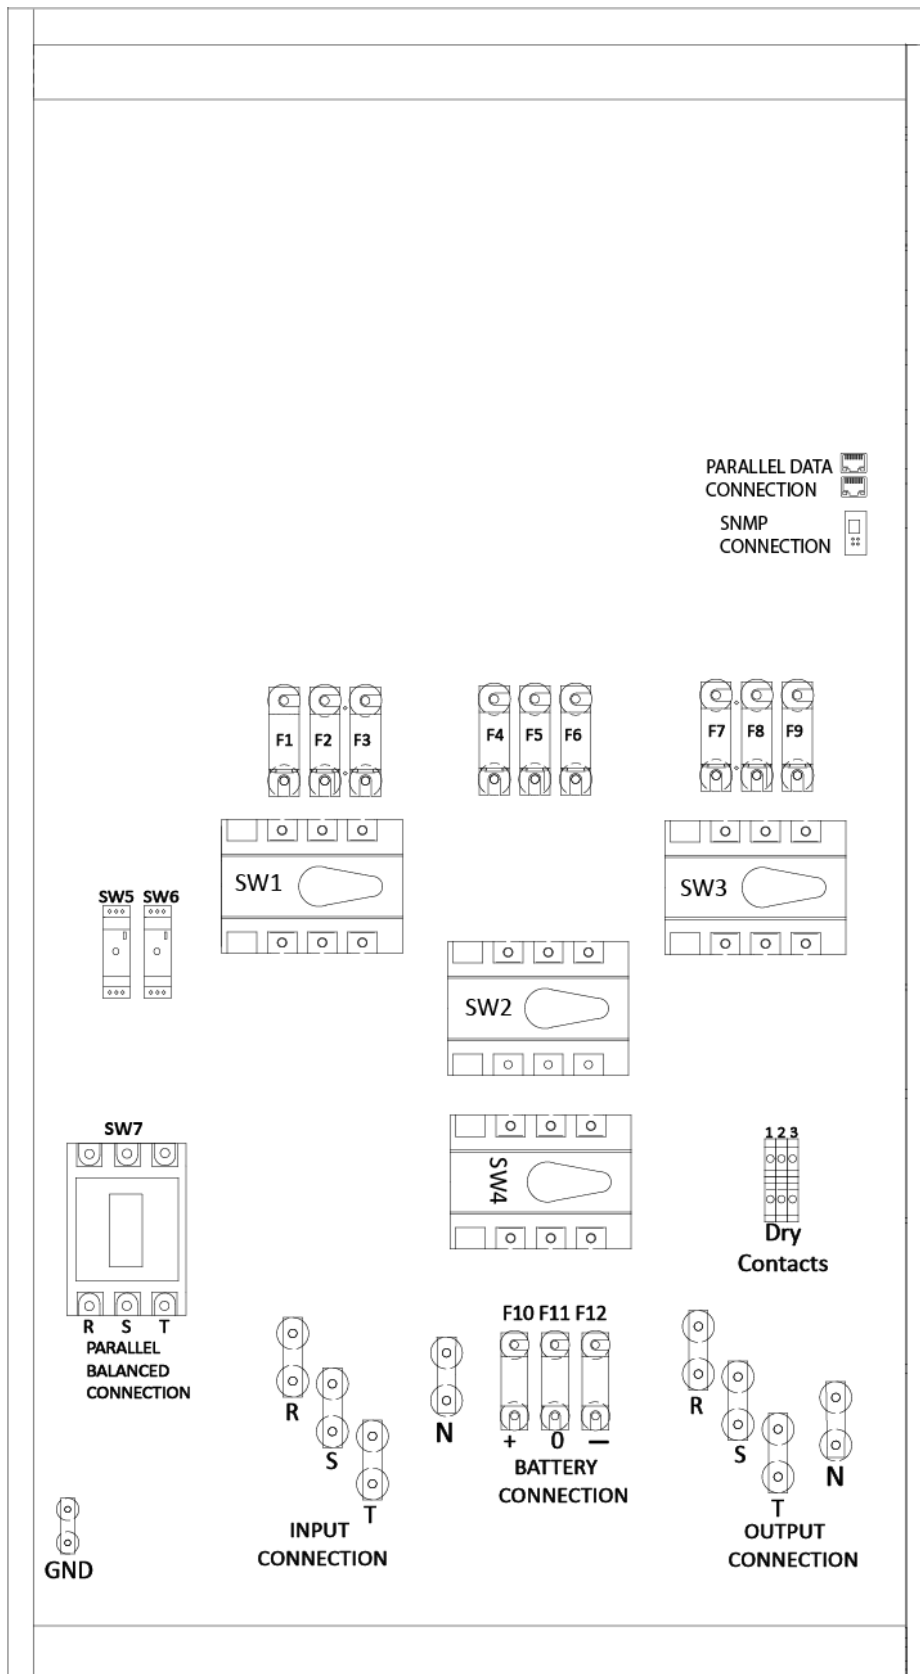 PARALLEL DATA
CONNECTION
SNMP
CONNECTION
F1 F2 F3
F4 F5 F6
F7 F8 F9
SW1
SW3
SW5 SW6
SW2
SW7
SW4
1 2 3
Dry
Contacts
R S T
PARALLEL
BALANCED
CONNECTION
F10 F11 F12
R
S
T
N
+ 0 —
BATTERY
CONNECTION
R
S
T
N
INPUT
CONNECTION
OUTPUT
CONNECTION
GND